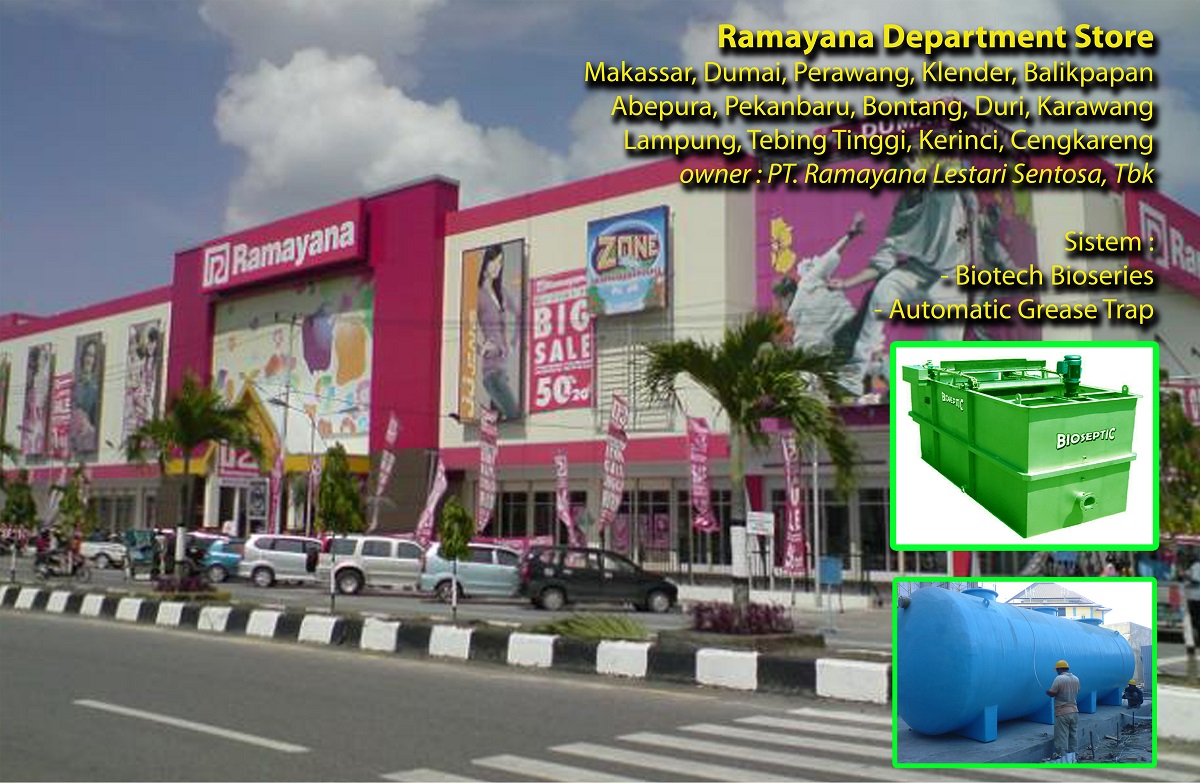 Ramayana Department Store
Makassar, Dumai, Perawang, Klender, Balikpapan
Abepura, Pekanbaru, Bontang, Duri, Karawang
Lampung, Tebing Tinggi, Kerinci, Cengkareng
owner : PT. Ramayana Lestari Sentosa, Tbk
Sistem :
- Biotech Bioseries
- Automatic Grease Trap
Ramayana
ZONE
BIG
SALE
50%
BIOSEPTIC
BIOSEPTIC